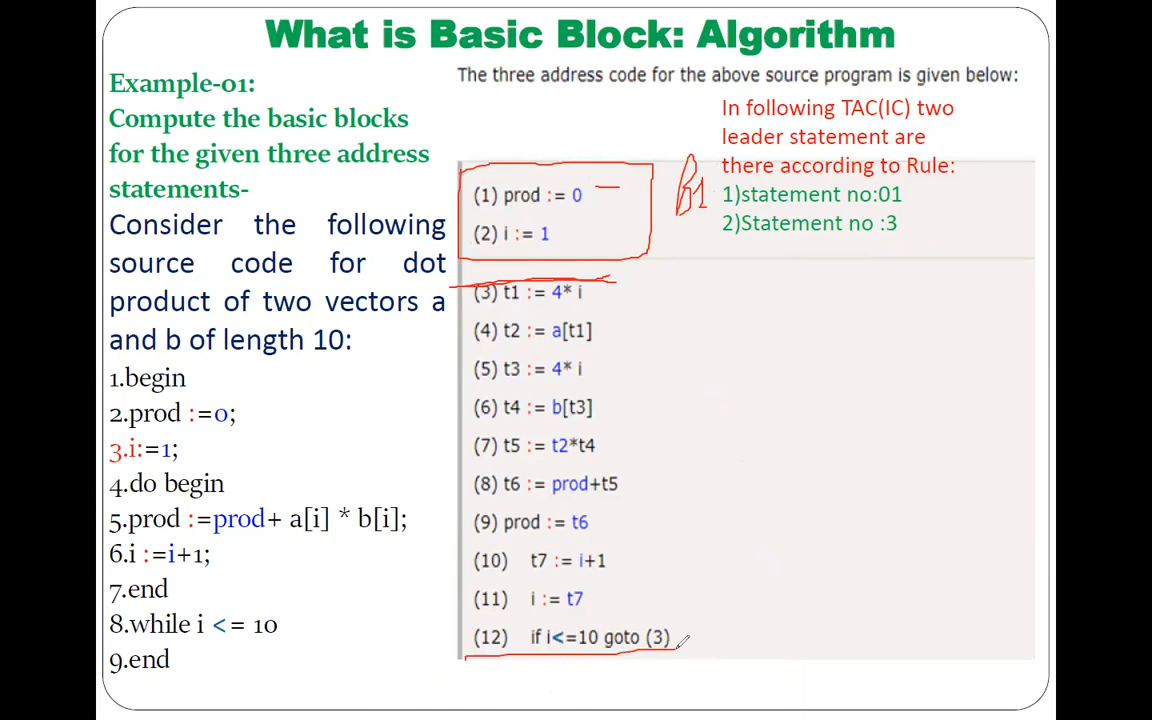 What is Basic Block: Algorithm
Example-01:
Compute the basic blocks
for the given three address
statements-
Consider the following
source code for dot
product of two vectors a
and b of length 10:
1.begin
2.prod :=0;
3.i:=1;
4.do begin
5.prod :=prod+ a[i] * b[i];
6.i :=i+1;
7.end
8.while i <= 10
9.end
The three address code for the above source program is given below:
In following TAC(IC) two
leader statement are
there according to Rule:
1)statement no:01
2)Statement no :3
B1
(1) prod := 0
(2) i := 1
(3) t1 := 4* i
(4) t2 := a[t1]
(5) t3 := 4* i
(6) t4 := b[t3]
(7) t5 := t2*t4
(8) t6 := prod+t5
(9) prod := t6
(10) t7 := i+1
(11) i := t7
(12) if i<=10 goto (3)